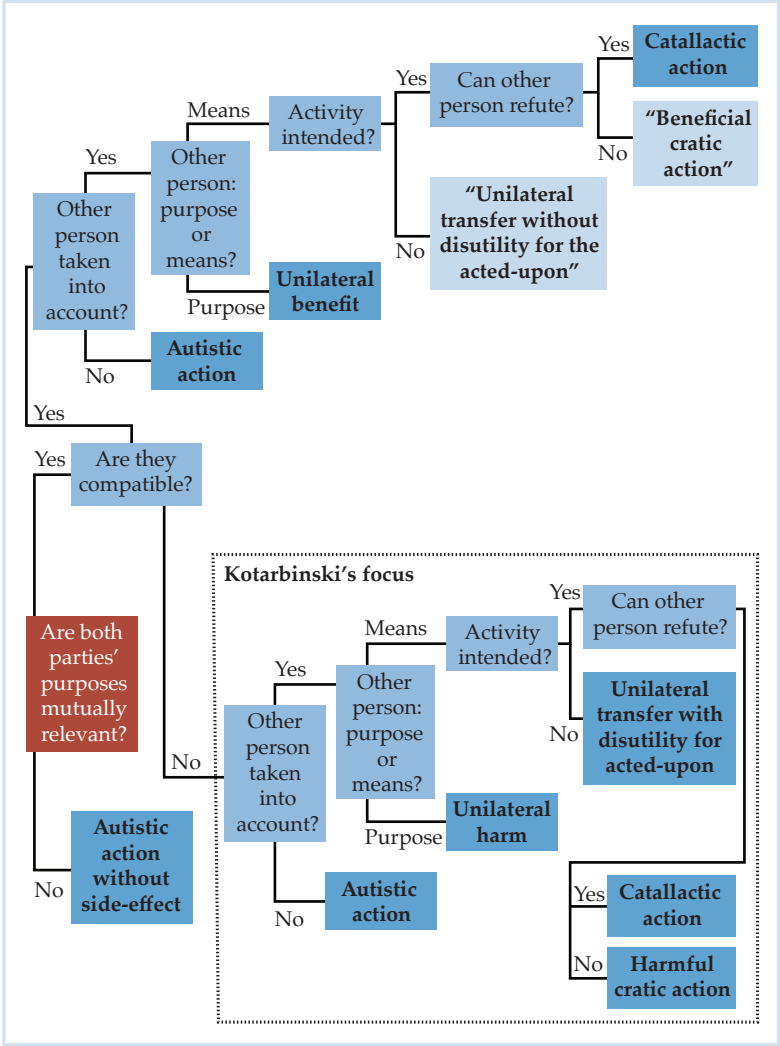 Yes
Catallactic
action
Yes
Can other
person refute?
No
“Beneficial
cratic
action”
Means
Activity
intended?
Yes
Other
person:
purpose
or
means?
No
“Unilateral
transfer without
disutility for the
acted-upon”
Other
person
taken
into
account?
Purpose
Unilateral
benefit
No
Autistic
action
Yes
Yes
Are they
compatible?
Kotarbinski’s focus
Yes
Can other
person refute?
Means
Activity
intended?
Are both
parties’
purposes
mutually
relevant?
Yes
Other
person:
purpose
or
means?
No
Unilateral
transfer with
disutility for
acted-upon
No
Other
person
taken
into
account?
Purpose
Unilateral
harm
No
Autistic
action
without
side-effect
No
Autistic
action
Yes
Catallactic
action
No
Harmful
cratic action